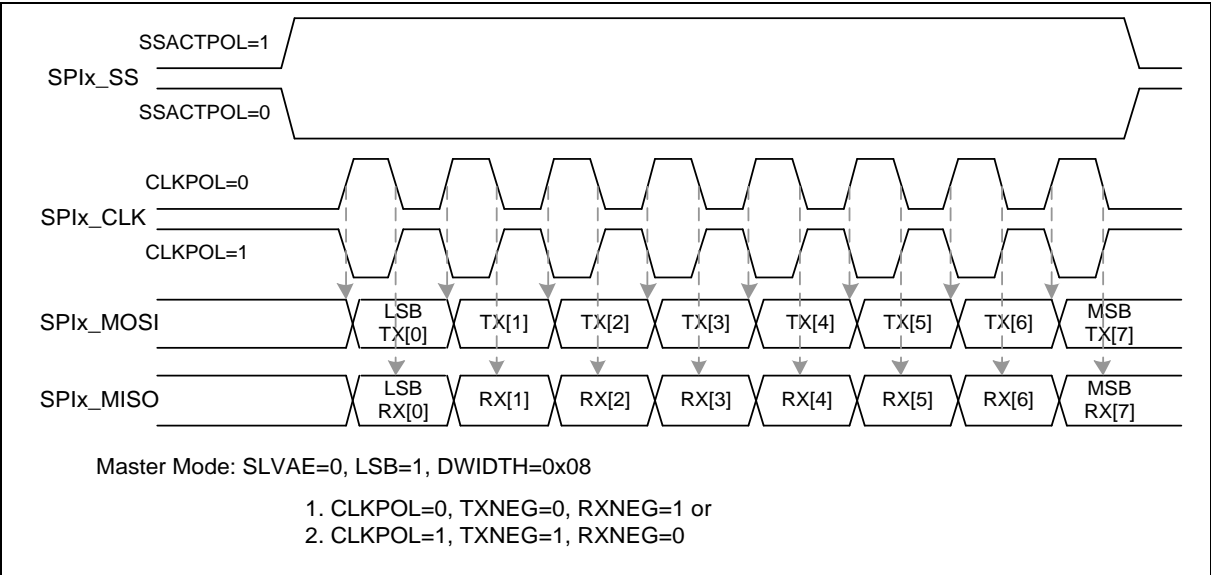 SSACTPOL=1
SPIx_SS
SSACTPOL=0
CLKPOL=0
SPIx_CLK
CLKPOL=1
SPIx_MOSI
LSB
TX[0]
TX[1]
TX[2]
TX[3]
TX[4]
TX[5]
TX[6]
MSB
TX[7]
SPIx_MISO
LSB
RX[0]
RX[1]
RX[2]
RX[3]
RX[4]
RX[5]
RX[6]
MSB
RX[7]
Master Mode: SLVAE=0, LSB=1, DWIDTH=0x08
1. CLKPOL=0, TXNEG=0, RXNEG=1 or
2. CLKPOL=1, TXNEG=1, RXNEG=0